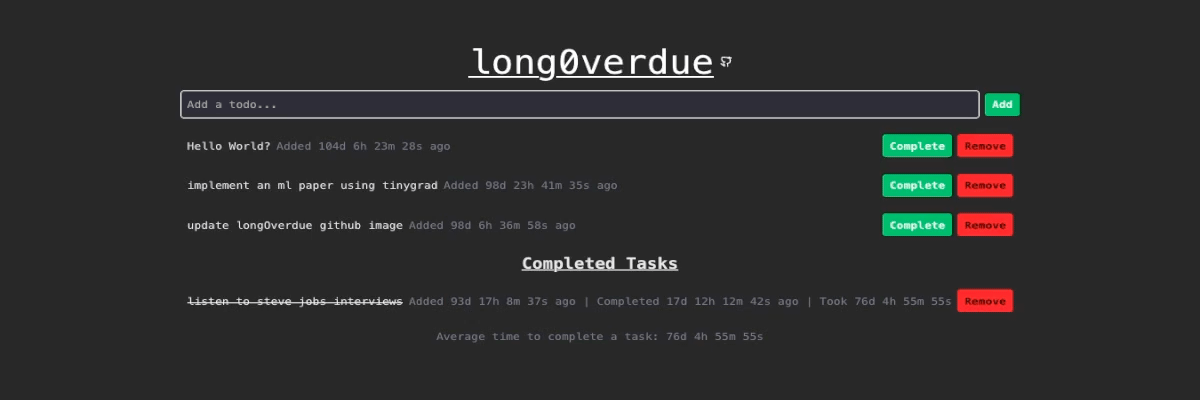 long0verdue
Add a todo... Add
Hello World? Added 104d 6h 23m 28s ago Complete Remove
implement an ml paper using tinygrad Added 98d 23h 41m 35s ago Complete Remove
update longOverdue github image Added 98d 6h 36m 58s ago Complete Remove
Completed Tasks
listen to steve jobs interviews Added 93d 17h 8m 37s ago | Completed 17d 12h 12m 42s ago | Took 76d 4h 55m 55s Remove
Average time to complete a task: 76d 4h 55m 55s